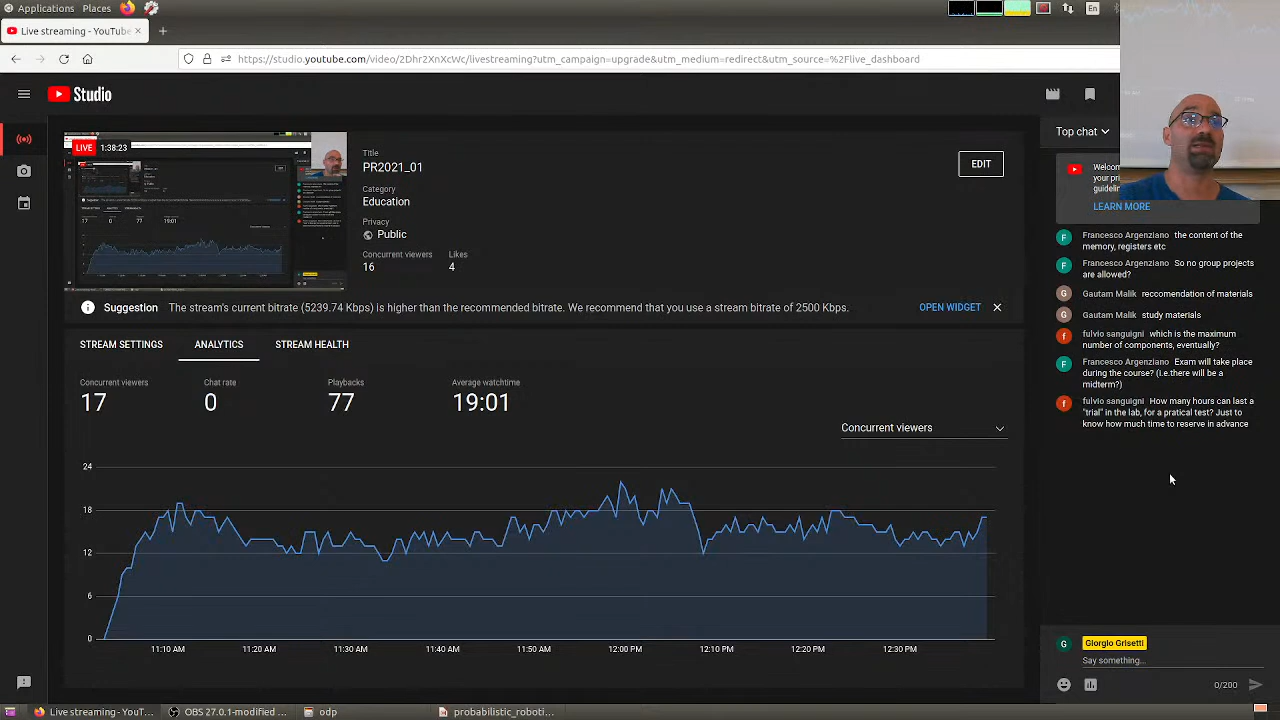 Applications Places En
Live streaming - YouTube
https://studio.youtube.com/video/2DhrZXnXcWc/livestreaming?utm_campaign=upgrade&utm_medium=redirect&utm_source=%2Flive_dashboard
Studio
LIVE 1:38:23
Title
PR2021_01
EDIT
Category
Education
Privacy
Public
Concurrent viewers Likes
16 4
Suggestion The stream's current bitrate (5239.74 Kbps) is higher than the recommended bitrate. We recommend that you use a stream bitrate of 2500 Kbps. OPEN WIDGET
STREAM SETTINGS ANALYTICS STREAM HEALTH
Concurrent viewers Chat rate Playbacks Average watchtime
17 0 77 19:01
Concurrent viewers
24
18
12
6
0
11:10 AM 11:20 AM 11:30 AM 11:40 AM 11:50 AM 12:00 PM 12:10 PM 12:20 PM 12:30 PM
Top chat
Welcom
your pr
guidelin
LEARN MORE
F Francesco Argenziano the content of the
memory, registers etc
F Francesco Argenziano So no group projects
are allowed?
G Gautam Malik reccomendation of materials
G Gautam Malik study materials
f fulvio sanguigni which is the maximum
number of components, eventually?
F Francesco Argenziano Exam will take place
during the course? (I.e.there will be a
midterm?)
f fulvio sanguigni How many hours can last a
"trial" in the lab, for a pratical test? Just to
know how much time to reserve in advance
G Giorgio Grisetti
Say something...
0/200
Live streaming - YouT... OBS 27.0.1-modified ... odp probabilistic_roboti...